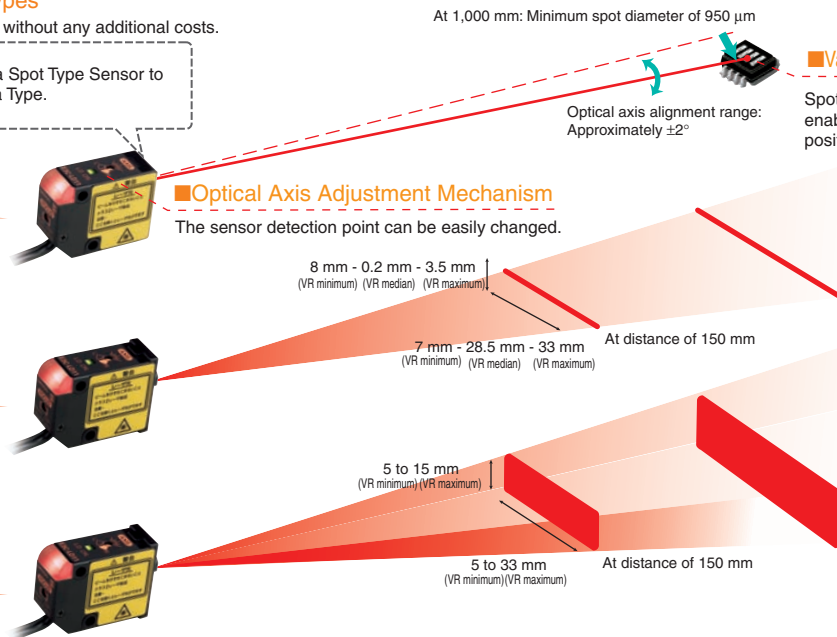 ypes
without any additional costs.
a Spot Type Sensor to
a Type.
At 1,000 mm: Minimum spot diameter of 950 µm
Optical axis alignment range:
Approximately ±2°
■Va
Spot
enab
posit
■Optical Axis Adjustment Mechanism
The sensor detection point can be easily changed.
8 mm - 0.2 mm - 3.5 mm
(VR minimum) (VR median) (VR maximum)
7 mm - 28.5 mm - 33 mm
(VR minimum) (VR median) (VR maximum)
At distance of 150 mm
5 to 15 mm
(VR minimum) (VR maximum)
5 to 33 mm
(VR minimum) (VR maximum)
At distance of 150 mm